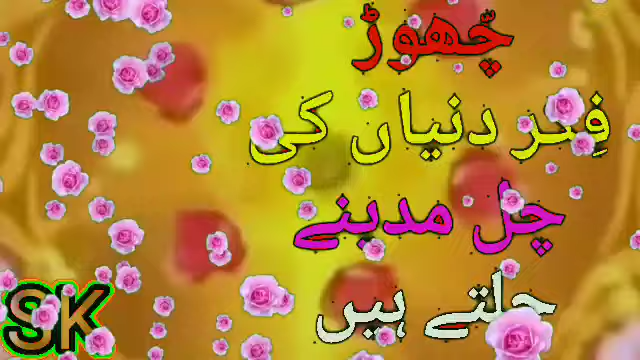 چھوڑ
فکر دنیاں کی
چل مدینے
چلتے ہیں
SK